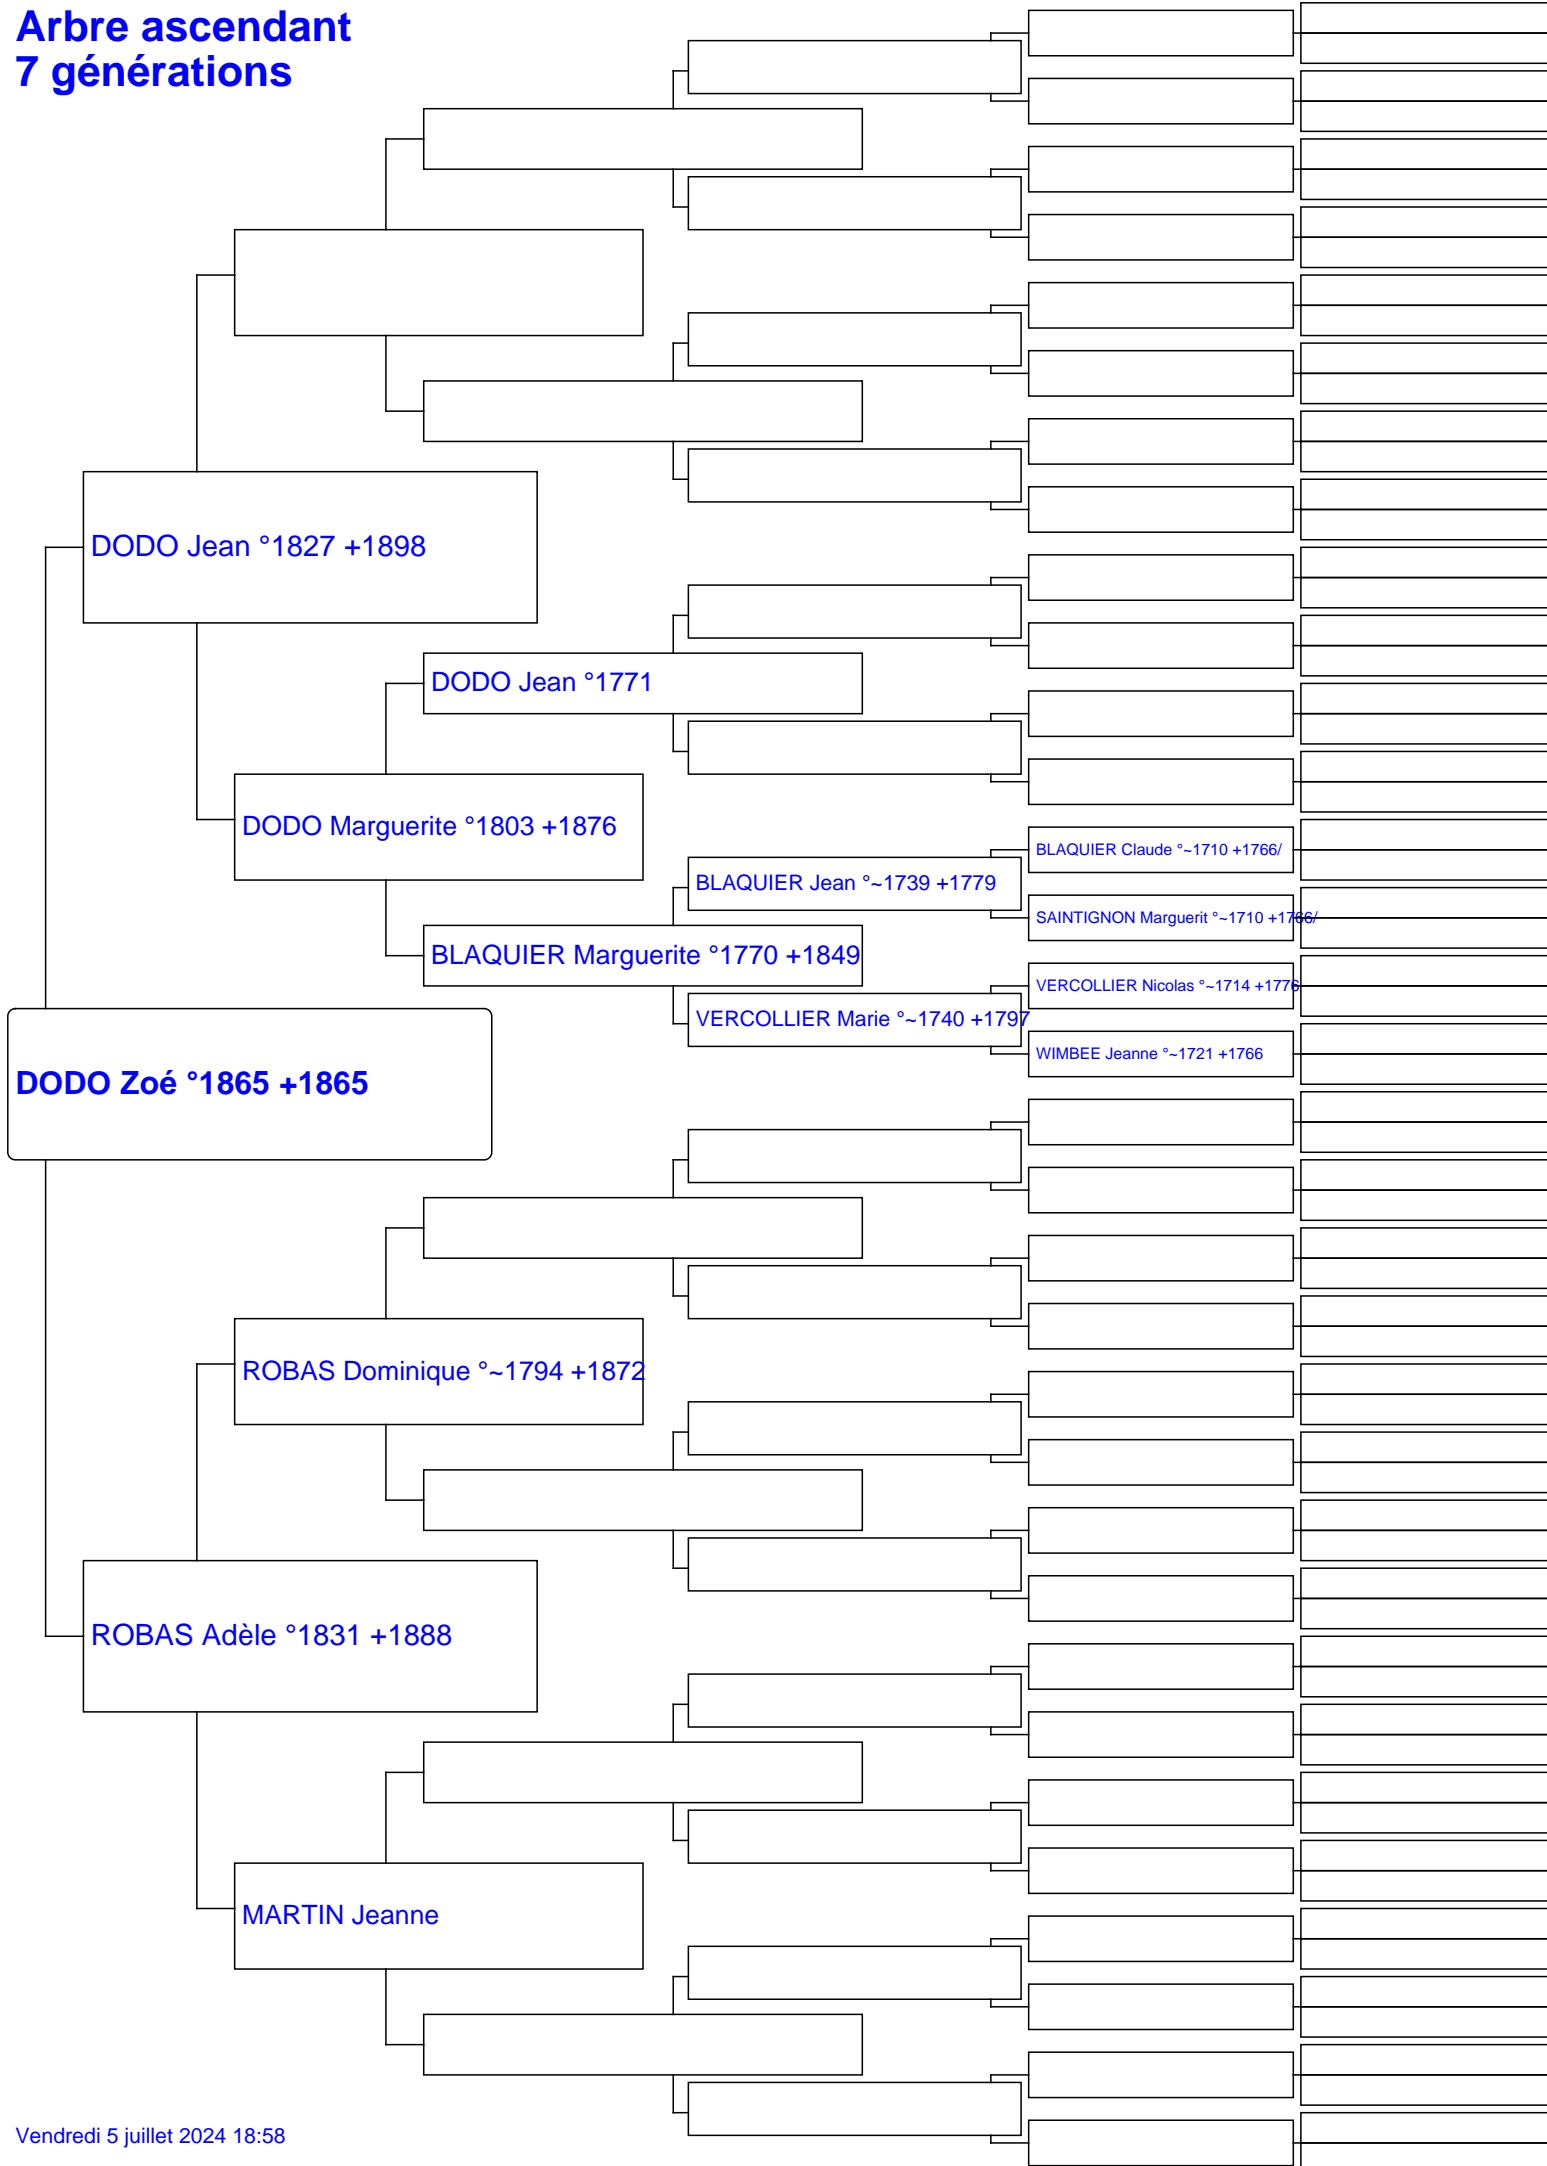 Arbre ascendant
7 générations
DODO Jean °1827 +1898
DODO Jean °1771
DODO Marguerite °1803 +1876
BLAQUIER Claude °~1710 +1766/
BLAQUIER Jean °~1739 +1779
SAINTIGNON Marguerit °~1710 +1766/
BLAQUIER Marguerite °1770 +1849
VERCOLLIER Nicolas °~1714 +1776
VERCOLLIER Marie °~1740 +1797
WIMBEE Jeanne °~1721 +1766
DODO Zoé °1865 +1865
ROBAS Dominique °~1794 +1872
ROBAS Adèle °1831 +1888
MARTIN Jeanne
Vendredi 5 juillet 2024 18:58